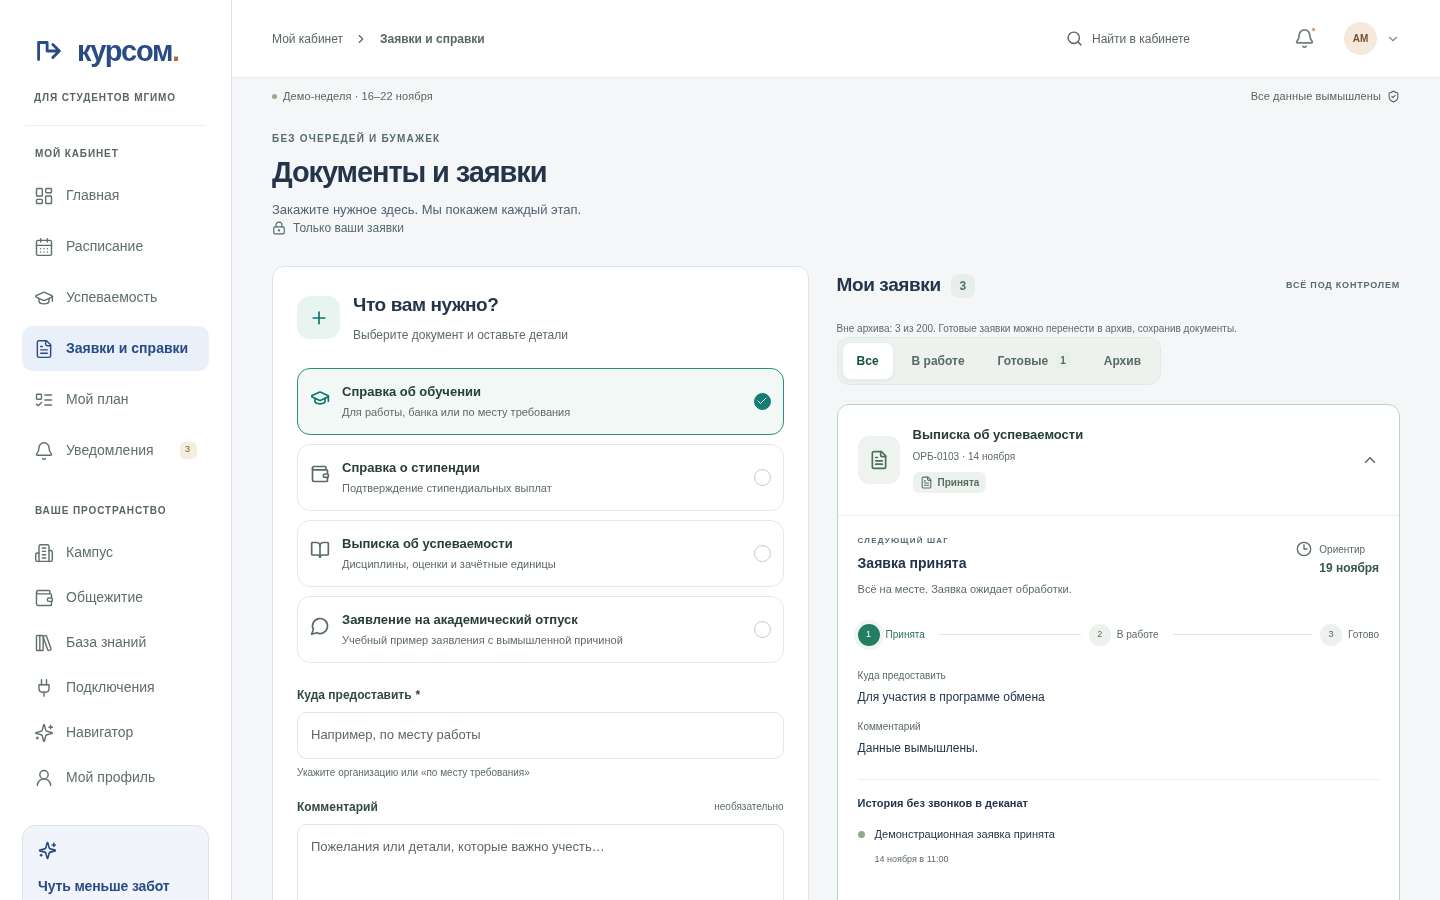 курсом.
ДЛЯ СТУДЕНТОВ МГИМО
МОЙ КАБИНЕТ
Главная
Расписание
Успеваемость
Заявки и справки
Мой план
Уведомления 3
ВАШЕ ПРОСТРАНСТВО
Кампус
Общежитие
База знаний
Подключения
Навигатор
Мой профиль
Чуть меньше забот
Мой кабинет > Заявки и справки
Найти в кабинете
АМ
Демо-неделя · 16–22 ноября
Все данные вымышлены
БЕЗ ОЧЕРЕДЕЙ И БУМАЖЕК
Документы и заявки
Закажите нужное здесь. Мы покажем каждый этап.
Только ваши заявки
Что вам нужно?
Выберите документ и оставьте детали
Справка об обучении
Для работы, банка или по месту требования
Справка о стипендии
Подтверждение стипендиальных выплат
Выписка об успеваемости
Дисциплины, оценки и зачётные единицы
Заявление на академический отпуск
Учебный пример заявления с вымышленной причиной
Куда предоставить *
Например, по месту работы
Укажите организацию или «по месту требования»
Комментарий необязательно
Пожелания или детали, которые важно учесть…
Мои заявки 3
ВСЁ ПОД КОНТРОЛЕМ
Вне архива: 3 из 200. Готовые заявки можно перенести в архив, сохранив документы.
Все В работе Готовые 1 Архив
Выписка об успеваемости
ОРБ-0103 · 14 ноября
Принята
СЛЕДУЮЩИЙ ШАГ
Заявка принята
Всё на месте. Заявка ожидает обработки.
Ориентир
19 ноября
1 Принята 2 В работе 3 Готово
Куда предоставить
Для участия в программе обмена
Комментарий
Данные вымышлены.
История без звонков в деканат
Демонстрационная заявка принята
14 ноября в 11:00